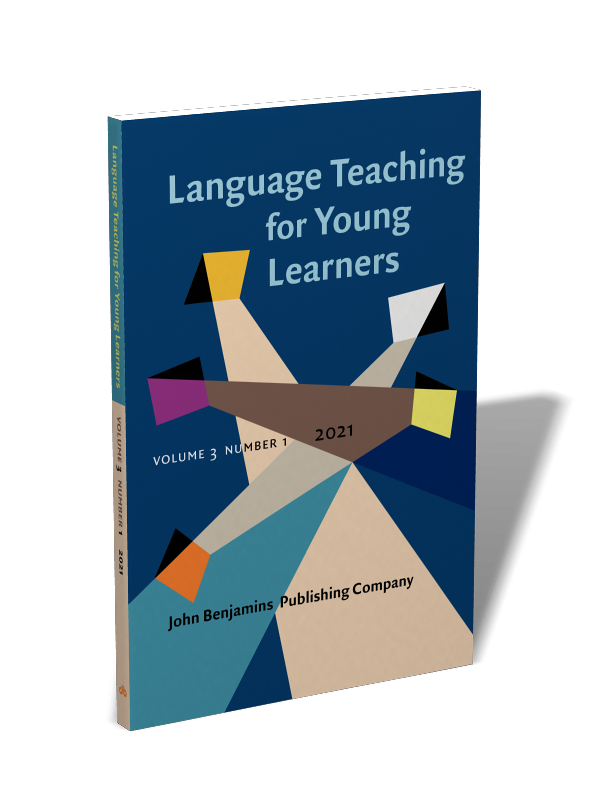 Language Teaching
for Young
Learners
VOLUME 3 NUMBER 1 2021
John Benjamins Publishing Company
Language Teaching for Young Learners
VOLUME 3 NUMBER 1 2021